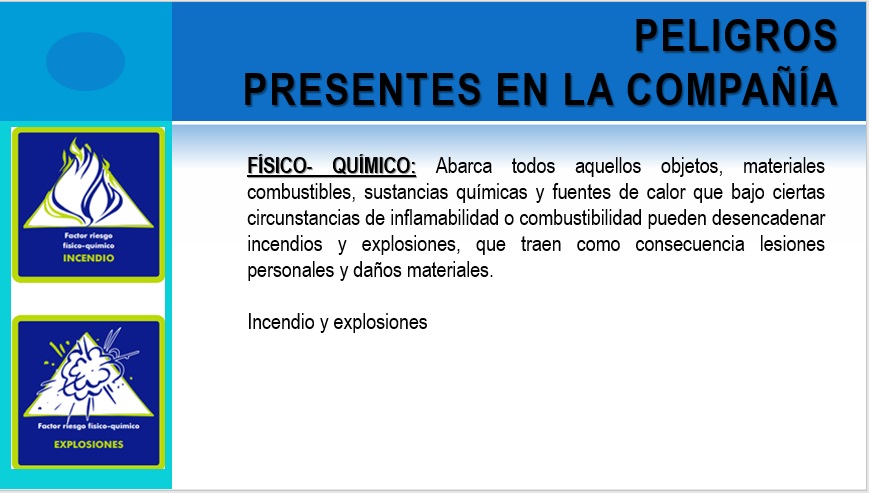 PELIGROS
PRESENTES EN LA COMPAÑÍA
FÍSICO- QUÍMICO: Abarca todos aquellos objetos, materiales
combustibles, sustancias químicas y fuentes de calor que bajo ciertas
circunstancias de inflamabilidad o combustibilidad pueden desencadenar
incendios y explosiones, que traen como consecuencia lesiones
personales y daños materiales.
Incendio y explosiones
Factor riesgo
físico-químico
INCENDIO
Factor riesgo físico-químico
EXPLOSIONES